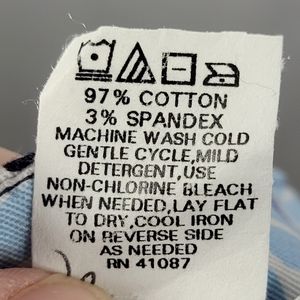 97% COTTON
3% SPANDEX
MACHINE WASH COLD
GENTLE CYCLE,MILD
DETERGENT,USE
NON-CHLORINE BLEACH
WHEN NEEDED,LAY FLAT
TO DRY,COOL IRON
ON REVERSE SIDE
AS NEEDED
RN 41087